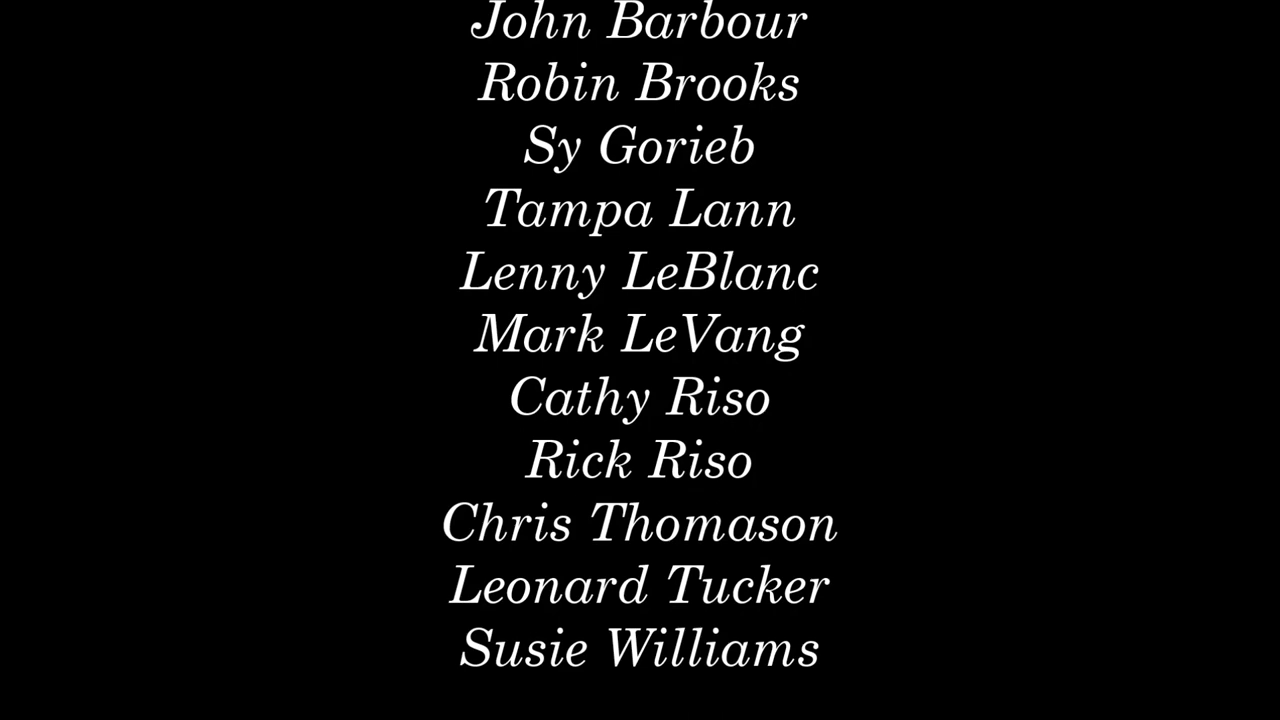 John Barbour
Robin Brooks
Sy Gorieb
Tampa Lann
Lenny LeBlanc
Mark LeVang
Cathy Riso
Rick Riso
Chris Thomason
Leonard Tucker
Susie Williams